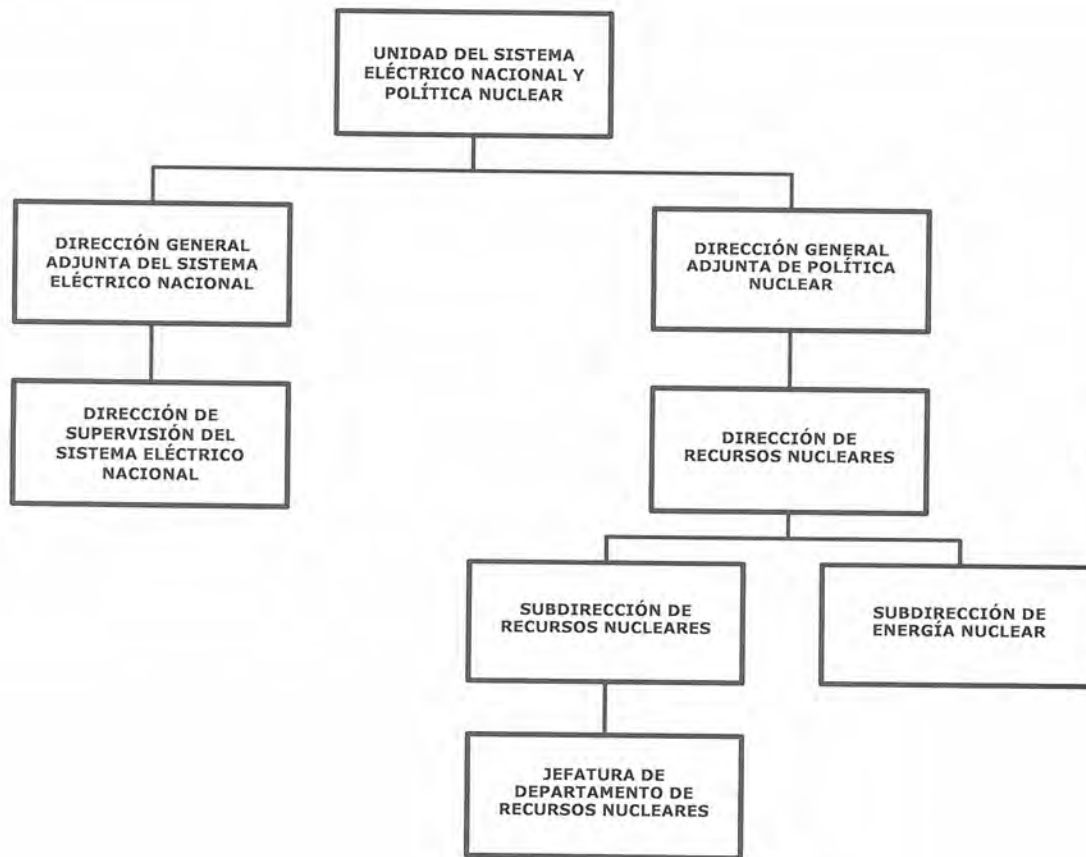 UNIDAD DEL SISTEMA
ELÉCTRICO NACIONAL Y
POLÍTICA NUCLEAR
DIRECCIÓN GENERAL
ADJUNTA DEL SISTEMA
ELÉCTRICO NACIONAL
DIRECCIÓN GENERAL
ADJUNTA DE POLÍTICA
NUCLEAR
DIRECCIÓN DE
SUPERVISIÓN DEL
SISTEMA ELÉCTRICO
NACIONAL
DIRECCIÓN DE
RECURSOS NUCLEARES
SUBDIRECCIÓN DE
RECURSOS NUCLEARES
SUBDIRECCIÓN DE
ENERGÍA NUCLEAR
JEFATURA DE
DEPARTAMENTO DE
RECURSOS NUCLEARES